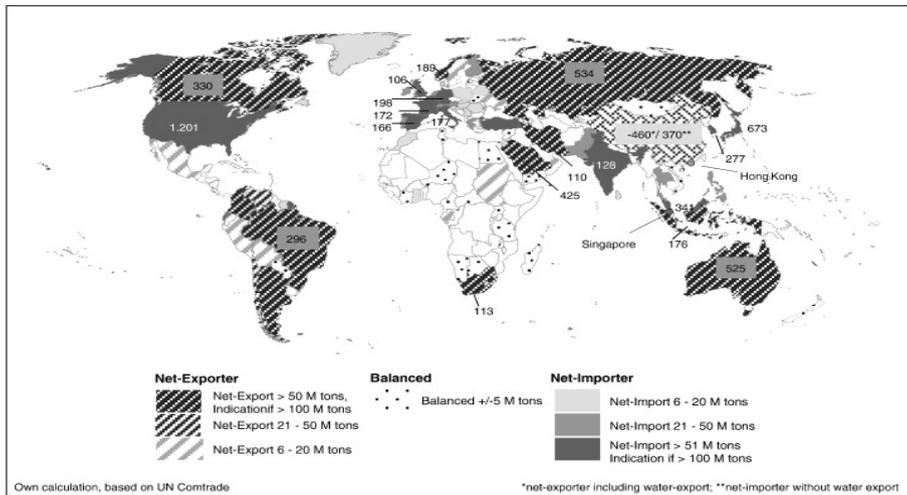 189
534
330
106
198
1.201
172
-177
166
-460*/ 370**
673
277
128
110
Hong Kong
425
341
Singapore
176
296
525
113
Net-Exporter
Net-Export > 50 M tons,
Indicationif > 100 M tons
Net-Export 21 - 50 M tons
Net-Export 6 - 20 M tons
Balanced
Balanced +/-5 M tons
Net-Importer
Net-Import 6 - 20 M tons
Net-Import 21 - 50 M tons
Net-Import > 51 M tons
Indication if > 100 M tons
Own calculation, based on UN Comtrade
*net-exporter including water-export; **net-importer without water export